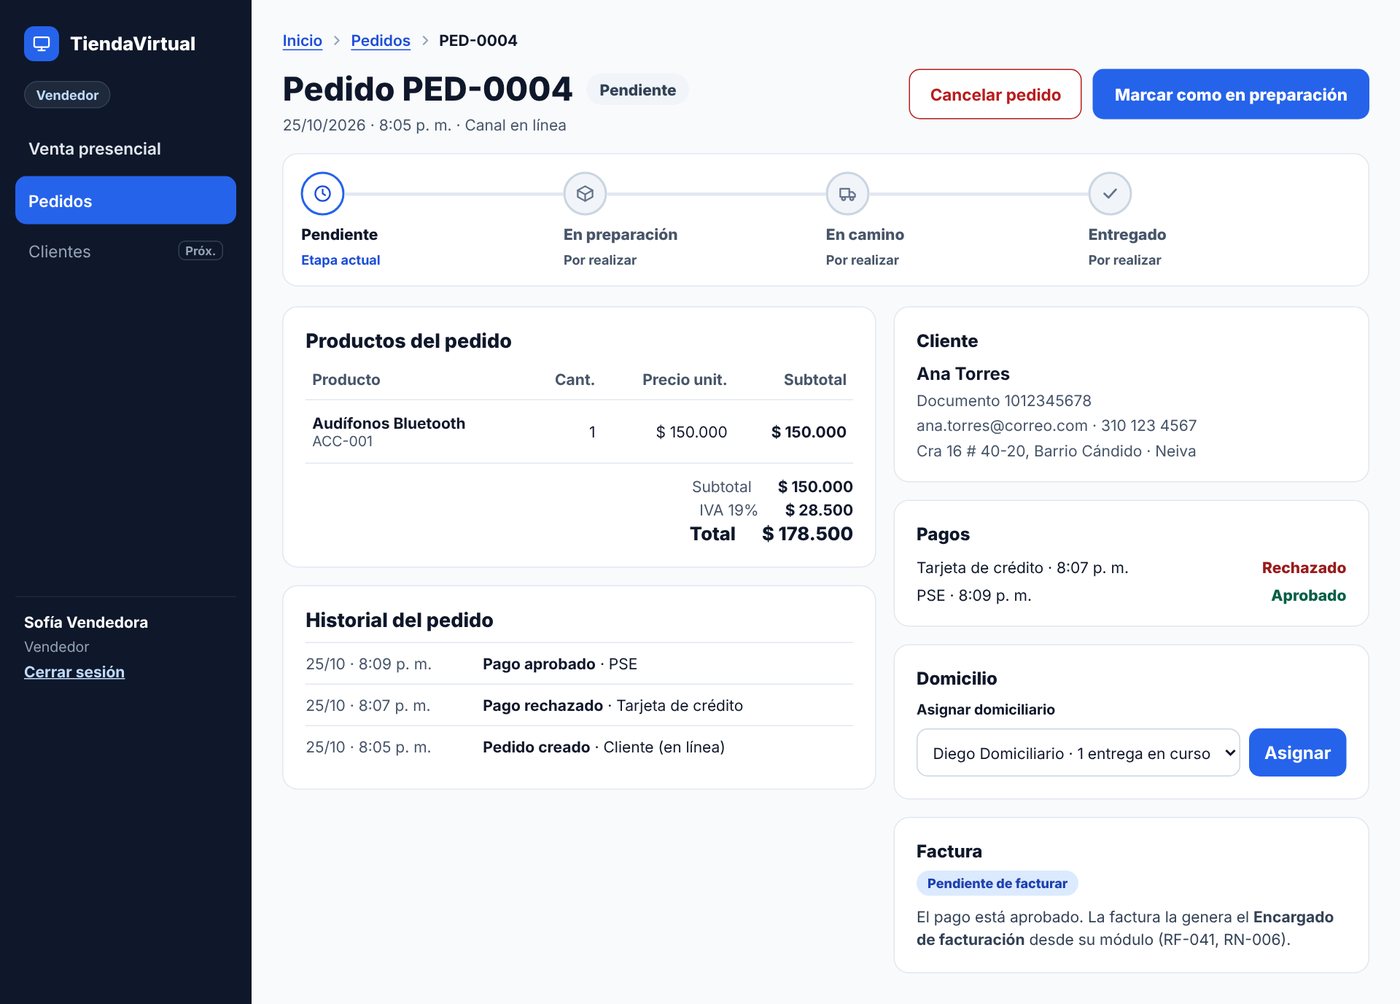 TiendaVirtual
Vendedor
Venta presencial
Pedidos
Clientes Próx.
Sofía Vendedora
Vendedor
Cerrar sesión
Inicio > Pedidos > PED-0004
Pedido PED-0004 Pendiente
25/10/2026 · 8:05 p. m. · Canal en línea
Cancelar pedido
Marcar como en preparación
Pendiente
Etapa actual
En preparación
Por realizar
En camino
Por realizar
Entregado
Por realizar
Productos del pedido
Producto Cant. Precio unit. Subtotal
Audífonos Bluetooth 1 $ 150.000 $ 150.000
ACC-001
Subtotal $ 150.000
IVA 19% $ 28.500
Total $ 178.500
Historial del pedido
25/10 · 8:09 p. m. Pago aprobado · PSE
25/10 · 8:07 p. m. Pago rechazado · Tarjeta de crédito
25/10 · 8:05 p. m. Pedido creado · Cliente (en línea)
Cliente
Ana Torres
Documento 1012345678
ana.torres@correo.com · 310 123 4567
Cra 16 # 40-20, Barrio Cándido · Neiva
Pagos
Tarjeta de crédito · 8:07 p. m. Rechazado
PSE · 8:09 p. m. Aprobado
Domicilio
Asignar domiciliario
Diego Domiciliario · 1 entrega en curso Asignar
Factura
Pendiente de facturar
El pago está aprobado. La factura la genera el Encargado
de facturación desde su módulo (RF-041, RN-006).